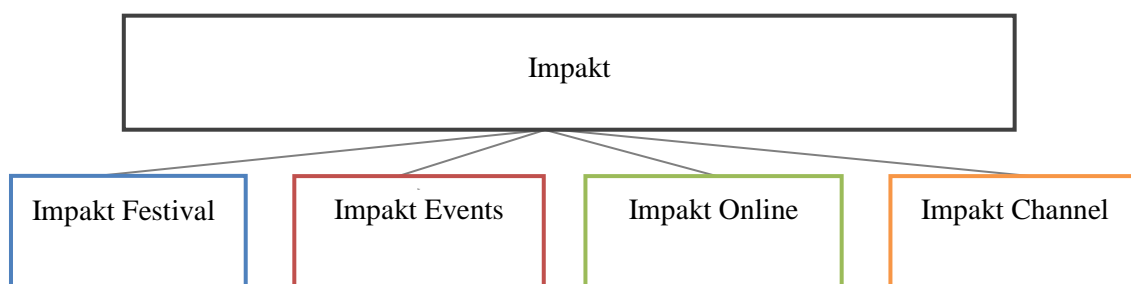 Impakt
Impakt Festival
Impakt Events
Impakt Online
Impakt Channel